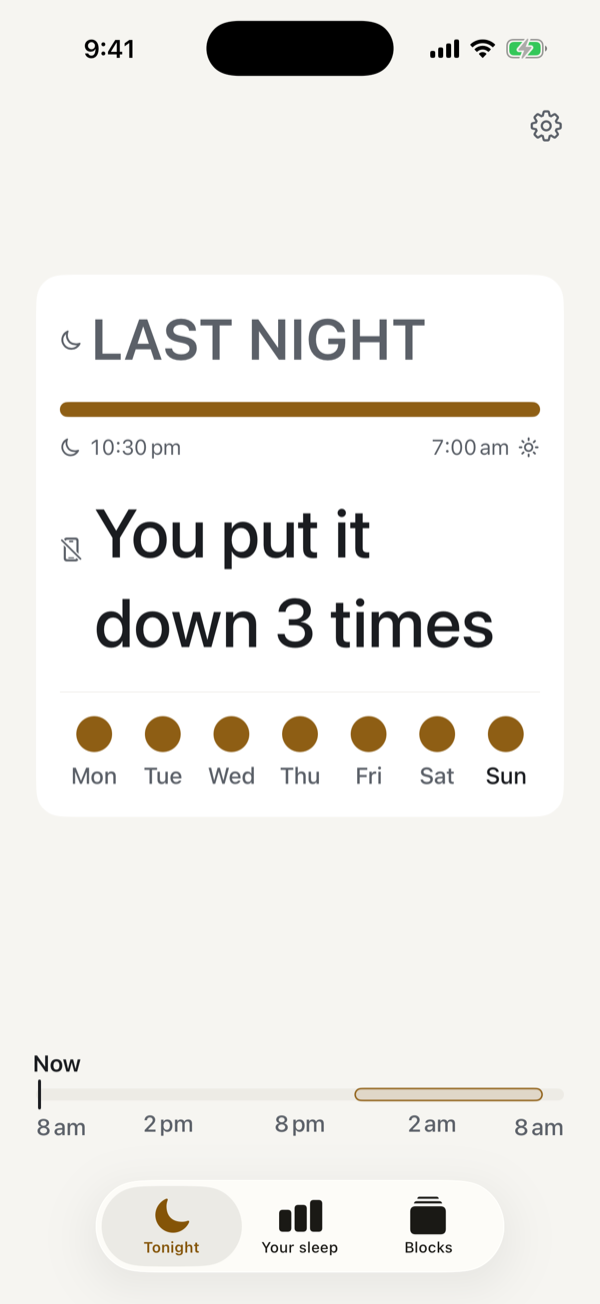 9:41
LAST NIGHT
10:30 pm 7:00 am
You put it
down 3 times
Mon Tue Wed Thu Fri Sat Sun
Now
8 am 2 pm 8 pm 2 am 8 am
Tonight Your sleep Blocks